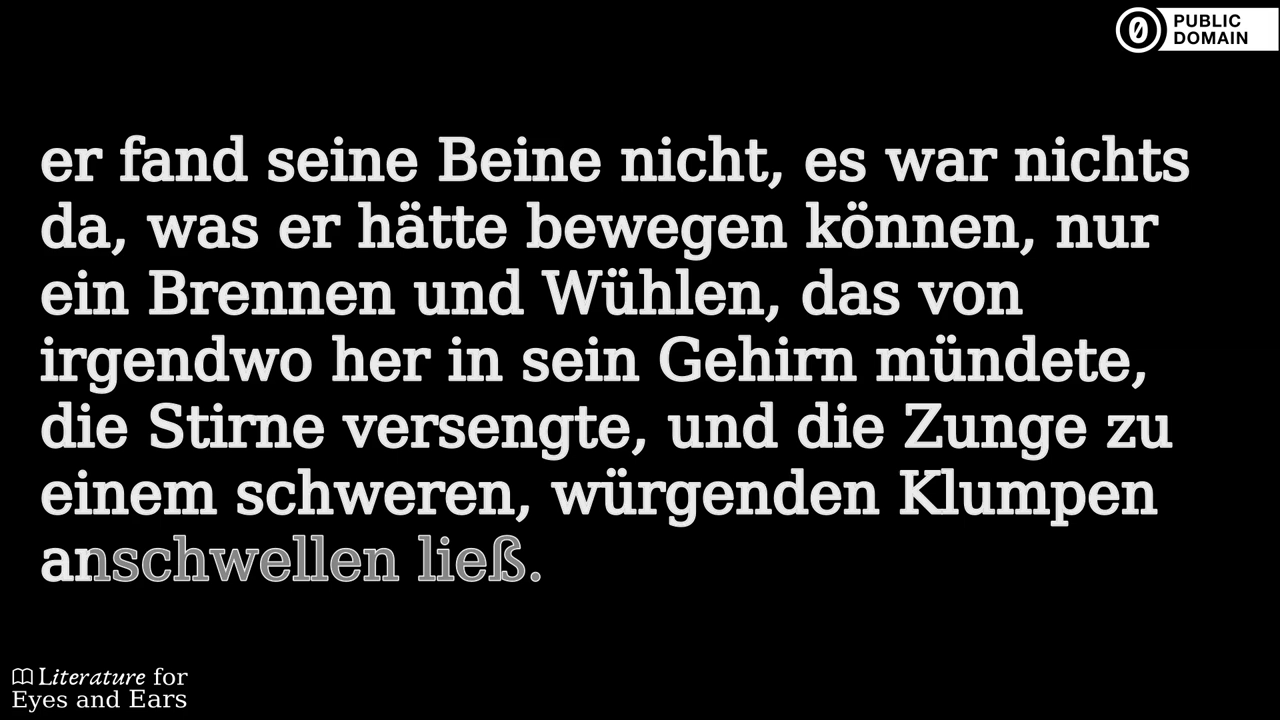 PUBLIC
DOMAIN
er fand seine Beine nicht, es war nichts
da, was er hätte bewegen können, nur
ein Brennen und Wühlen, das von
irgendwo her in sein Gehirn mündete,
die Stirne versengte, und die Zunge zu
einem schweren, würgenden Klumpen
anschwellen ließ.
Literature for
Eyes and Ears